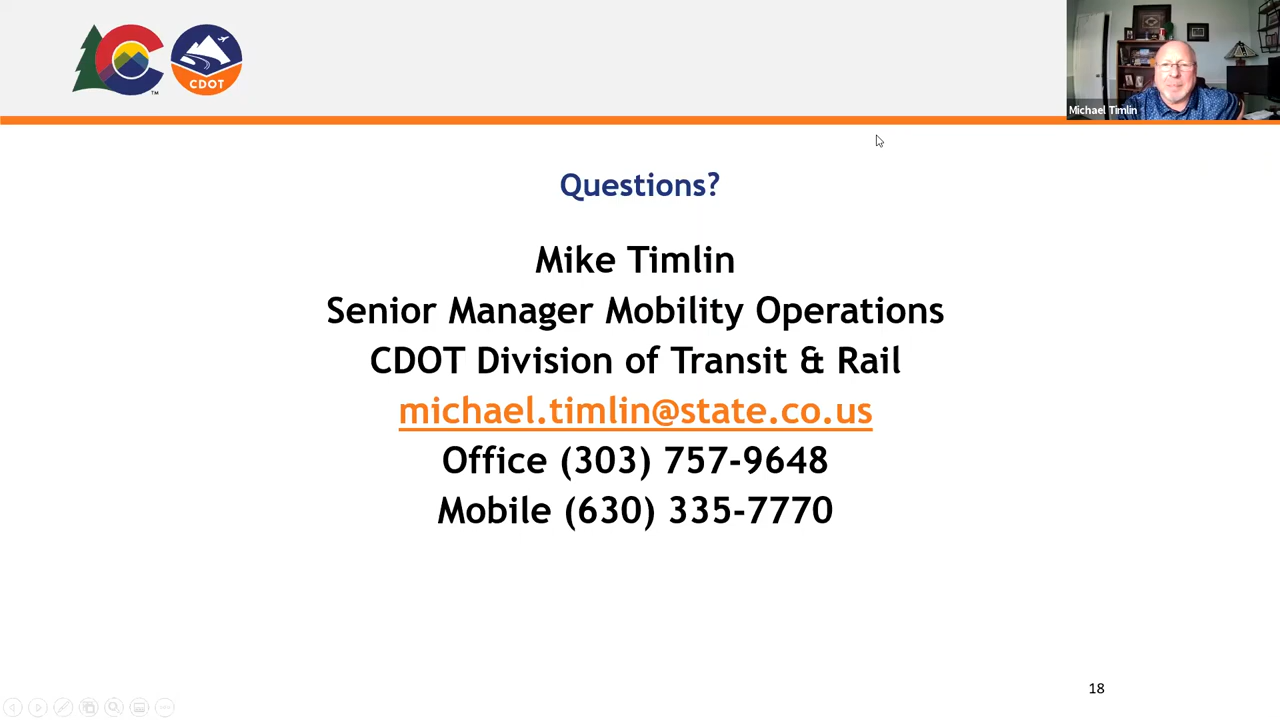 CDOT
TM
Michael Timlin
Questions?
Mike Timlin
Senior Manager Mobility Operations
CDOT Division of Transit & Rail
michael.timlin@state.co.us
Office (303) 757-9648
Mobile (630) 335-7770
18